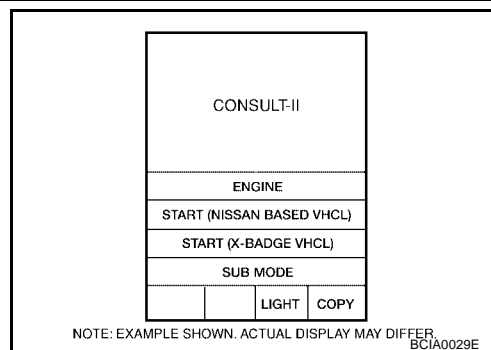 CONSULT-II
ENGINE
START (NISSAN BASED VHCL)
START (X-BADGE VHCL)
SUB MODE
LIGHT COPY
NOTE: EXAMPLE SHOWN. ACTUAL DISPLAY MAY DIFFER.
BCIA0029E